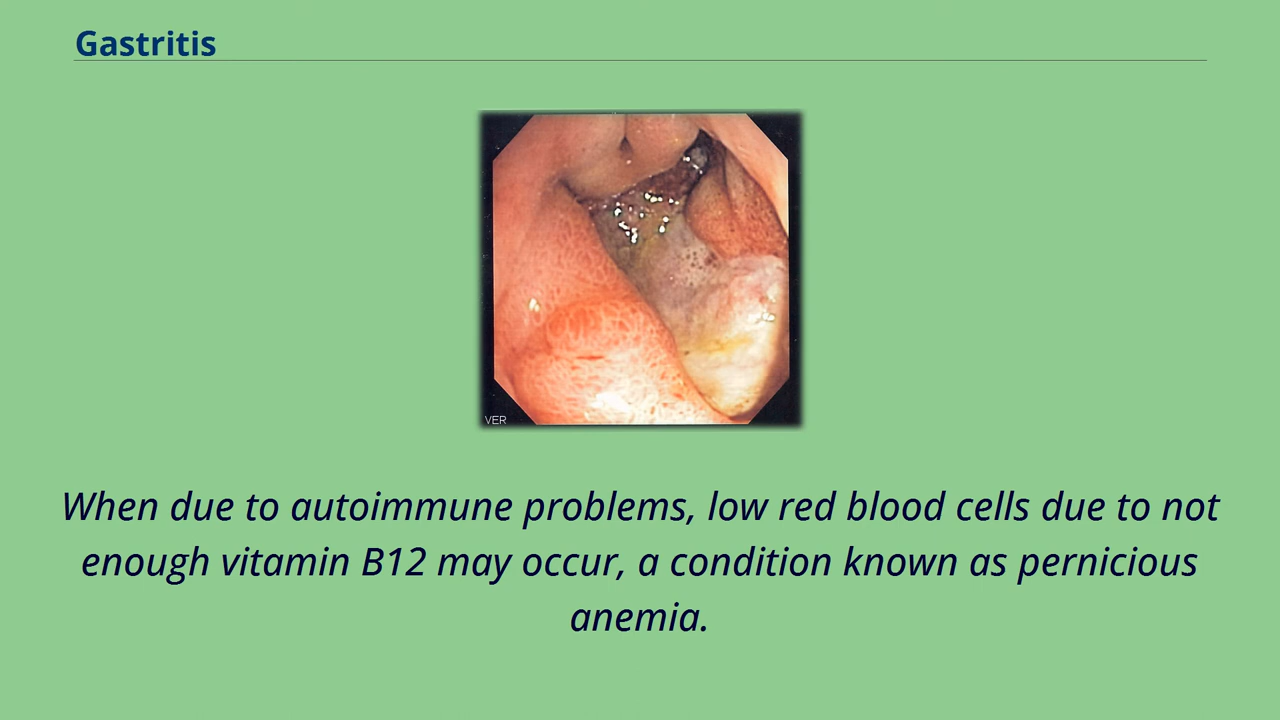 Gastritis
VER
When due to autoimmune problems, low red blood cells due to not
enough vitamin B12 may occur, a condition known as pernicious
anemia.